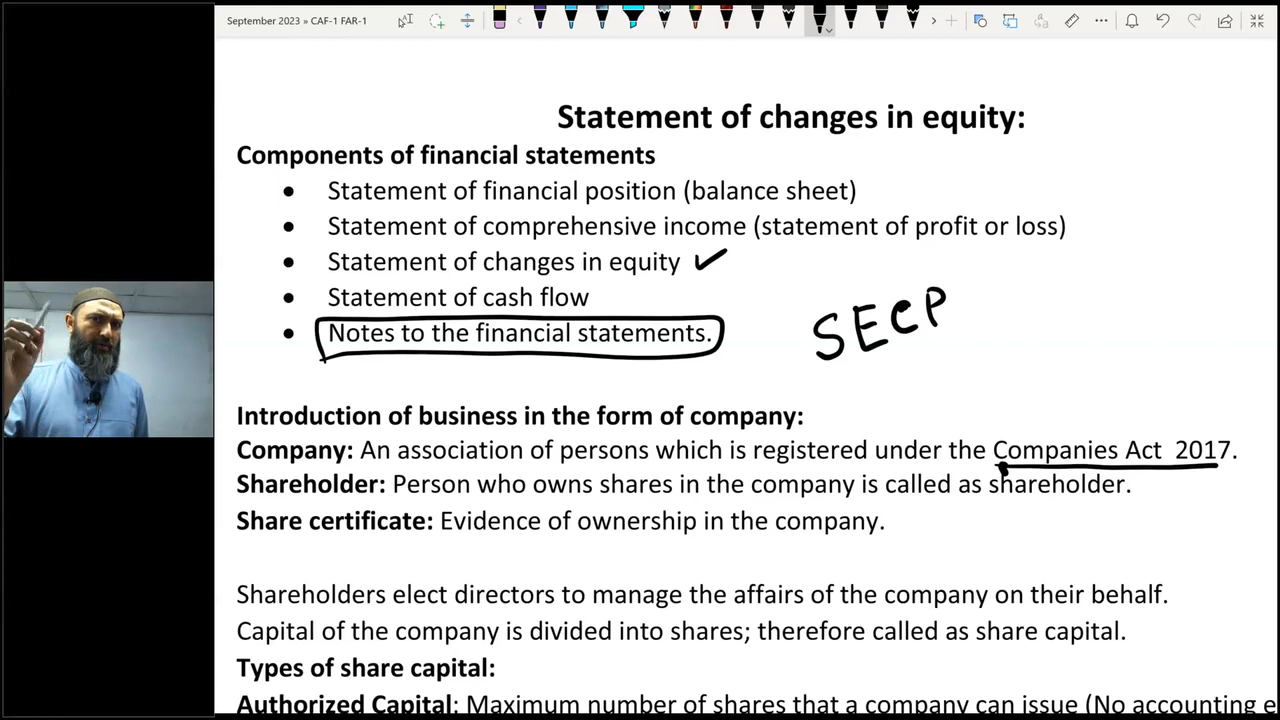 September 2023 » CAF-1 FAR-1
Statement of changes in equity:
Components of financial statements
• Statement of financial position (balance sheet)
• Statement of comprehensive income (statement of profit or loss)
• Statement of changes in equity ✓
• Statement of cash flow
• Notes to the financial statements.
SECP
Introduction of business in the form of company:
Company: An association of persons which is registered under the Companies Act 2017.
Shareholder: Person who owns shares in the company is called as shareholder.
Share certificate: Evidence of ownership in the company.
Shareholders elect directors to manage the affairs of the company on their behalf.
Capital of the company is divided into shares; therefore called as share capital.
Types of share capital:
Authorized Capital: Maximum number of shares that a company can issue (No accounting e